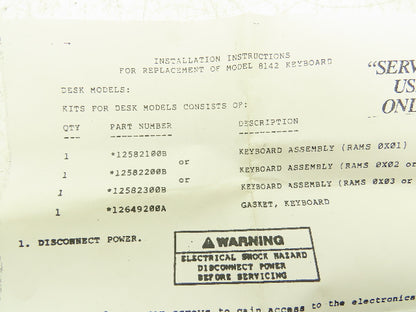 INSTALLATION INSTRUCTIONS
FOR REPLACEMENT OF MODEL 8142 KEYBOARD
"SERV
US
ONL
DESK MODELS:
KITS FOR DESK MODELS CONSISTS OF:
QTY PART NUMBER DESCRIPTION
1 *12582100B KEYBOARD ASSEMBLY (RAMS 0X01)
or
1 *12582200B KEYBOARD ASSEMBLY (RAMS 0X02 or
or
1 *12582300B KEYBOARD ASSEMBLY (RAMS 0X03 or
1 *12649200A GASKET, KEYBOARD
1. DISCONNECT POWER.
WARNING
ELECTRICAL SHOCK HAZARD
DISCONNECT POWER
BEFORE SERVICING
screws to gain access to the electronics